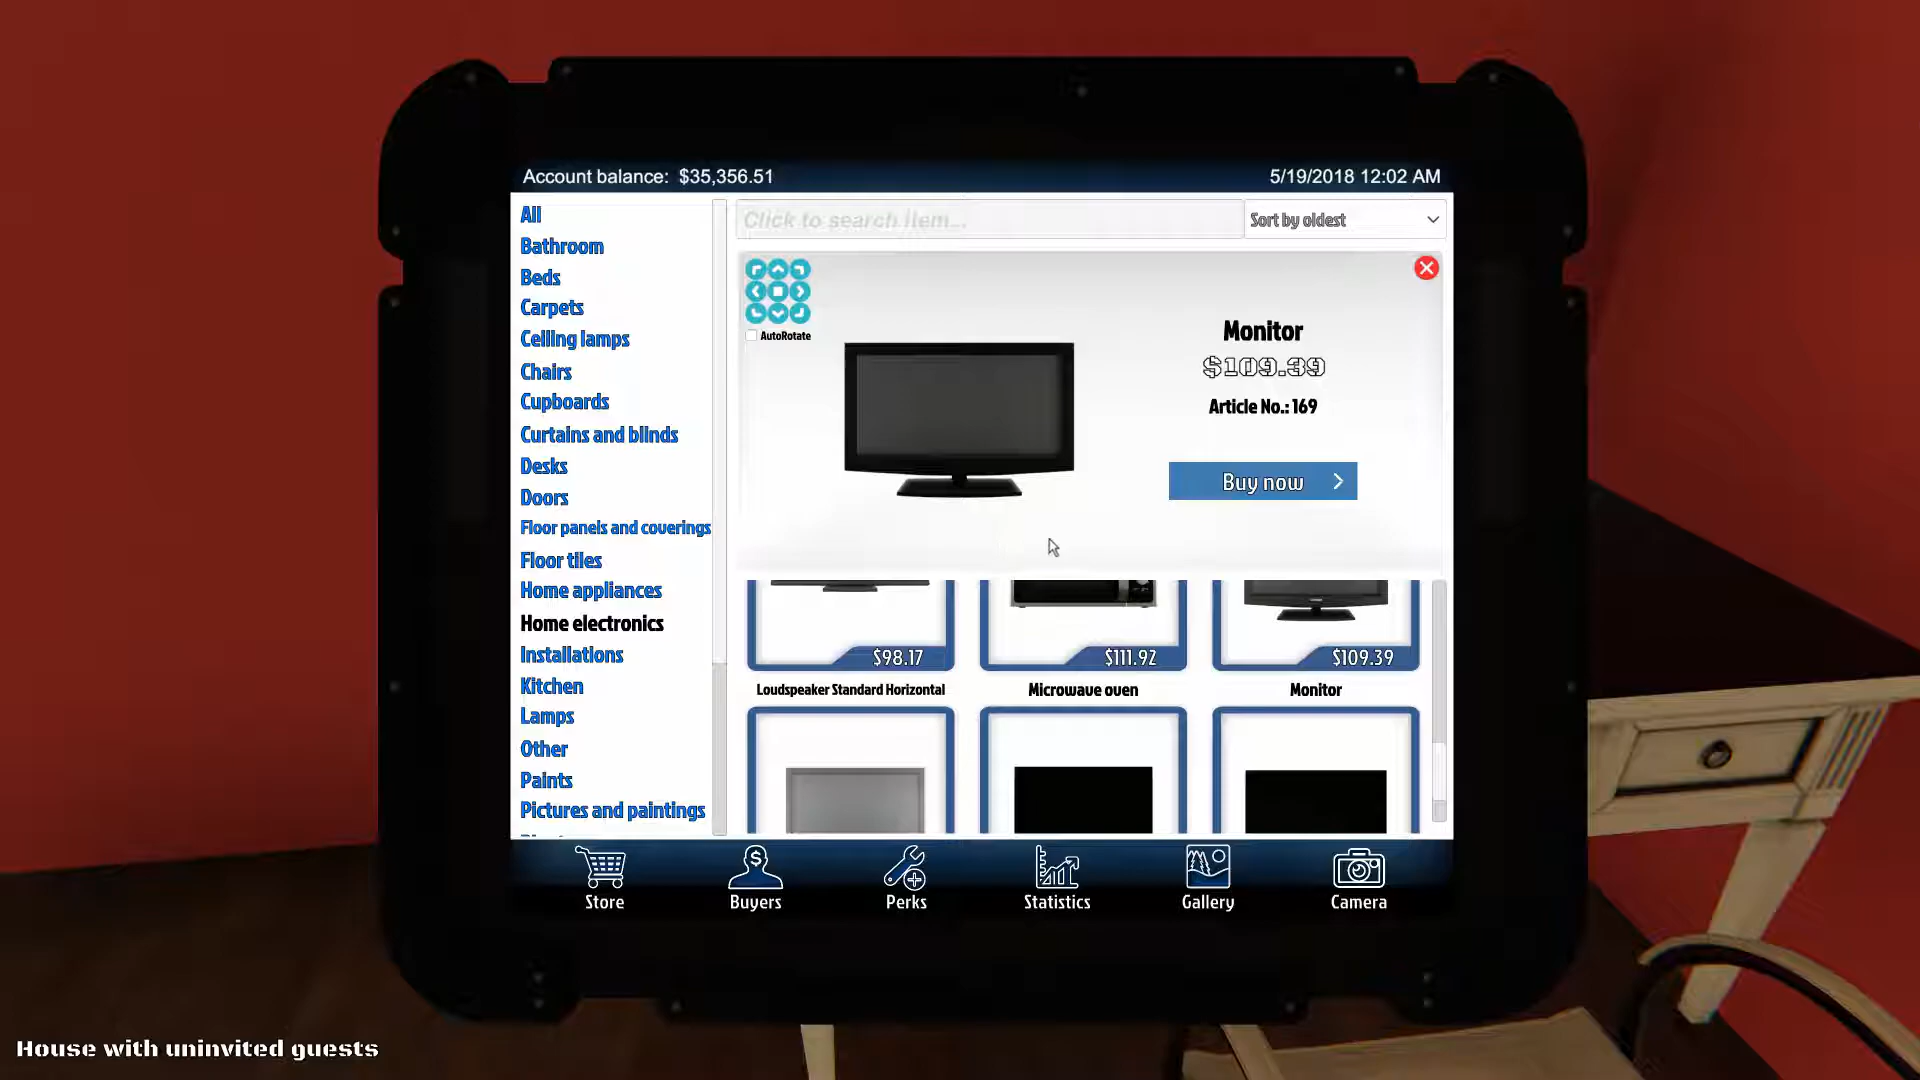 Account balance: $35,356.51
5/19/2018 12:02 AM
All
Bathroom
Beds
Carpets
Ceiling lamps
Chairs
Cupboards
Curtains and blinds
Desks
Doors
Floor panels and coverings
Floor tiles
Home appliances
Home electronics
Installations
Kitchen
Lamps
Other
Paints
Pictures and paintings
Click to search item...
Sort by oldest
AutoRotate
Monitor
$109.39
Article No.: 169
Buy now
$98.17
$111.92
$109.39
Loudspeaker Standard Horizontal
Microwave oven
Monitor
Store
Buyers
Perks
Statistics
Gallery
Camera
House with uninvited guests